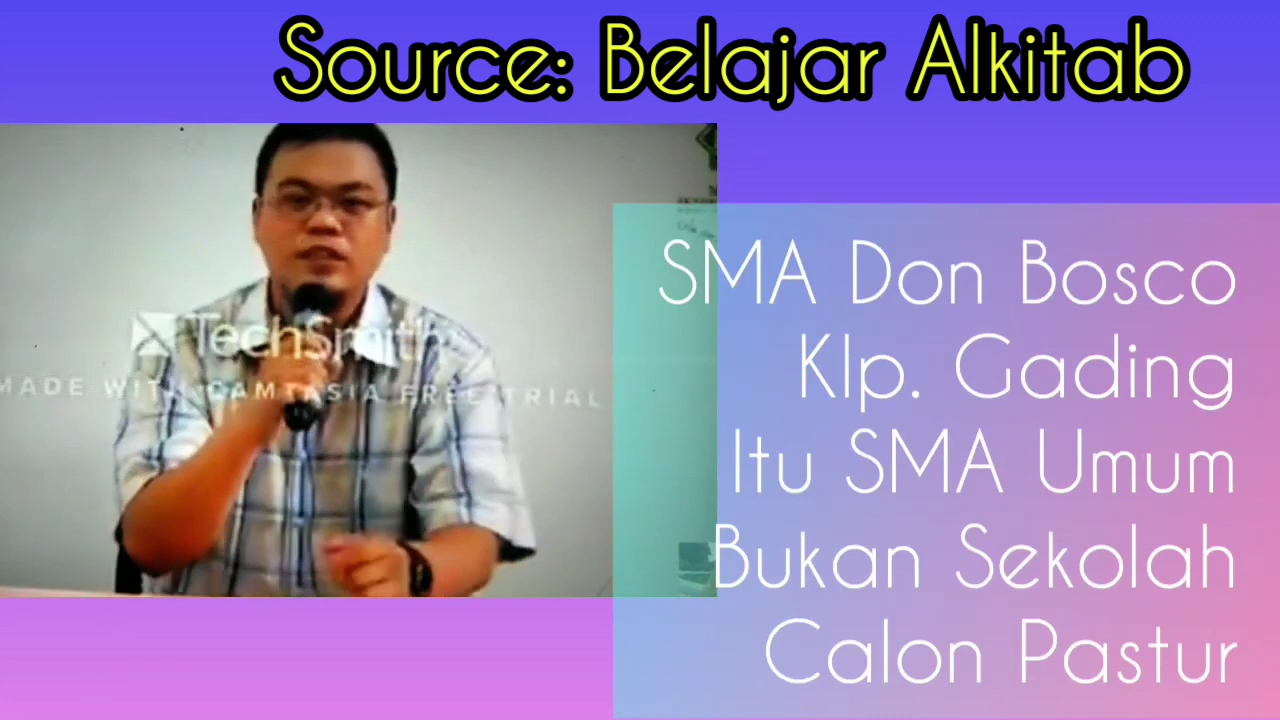 Source: Belajar Alkitab
SMA Don Bosco
Klp. Gading
Itu SMA Umum
Bukan Sekolah
Calon Pastur
TechSmith
MADE WITH CAMTASIA FREE TRIAL